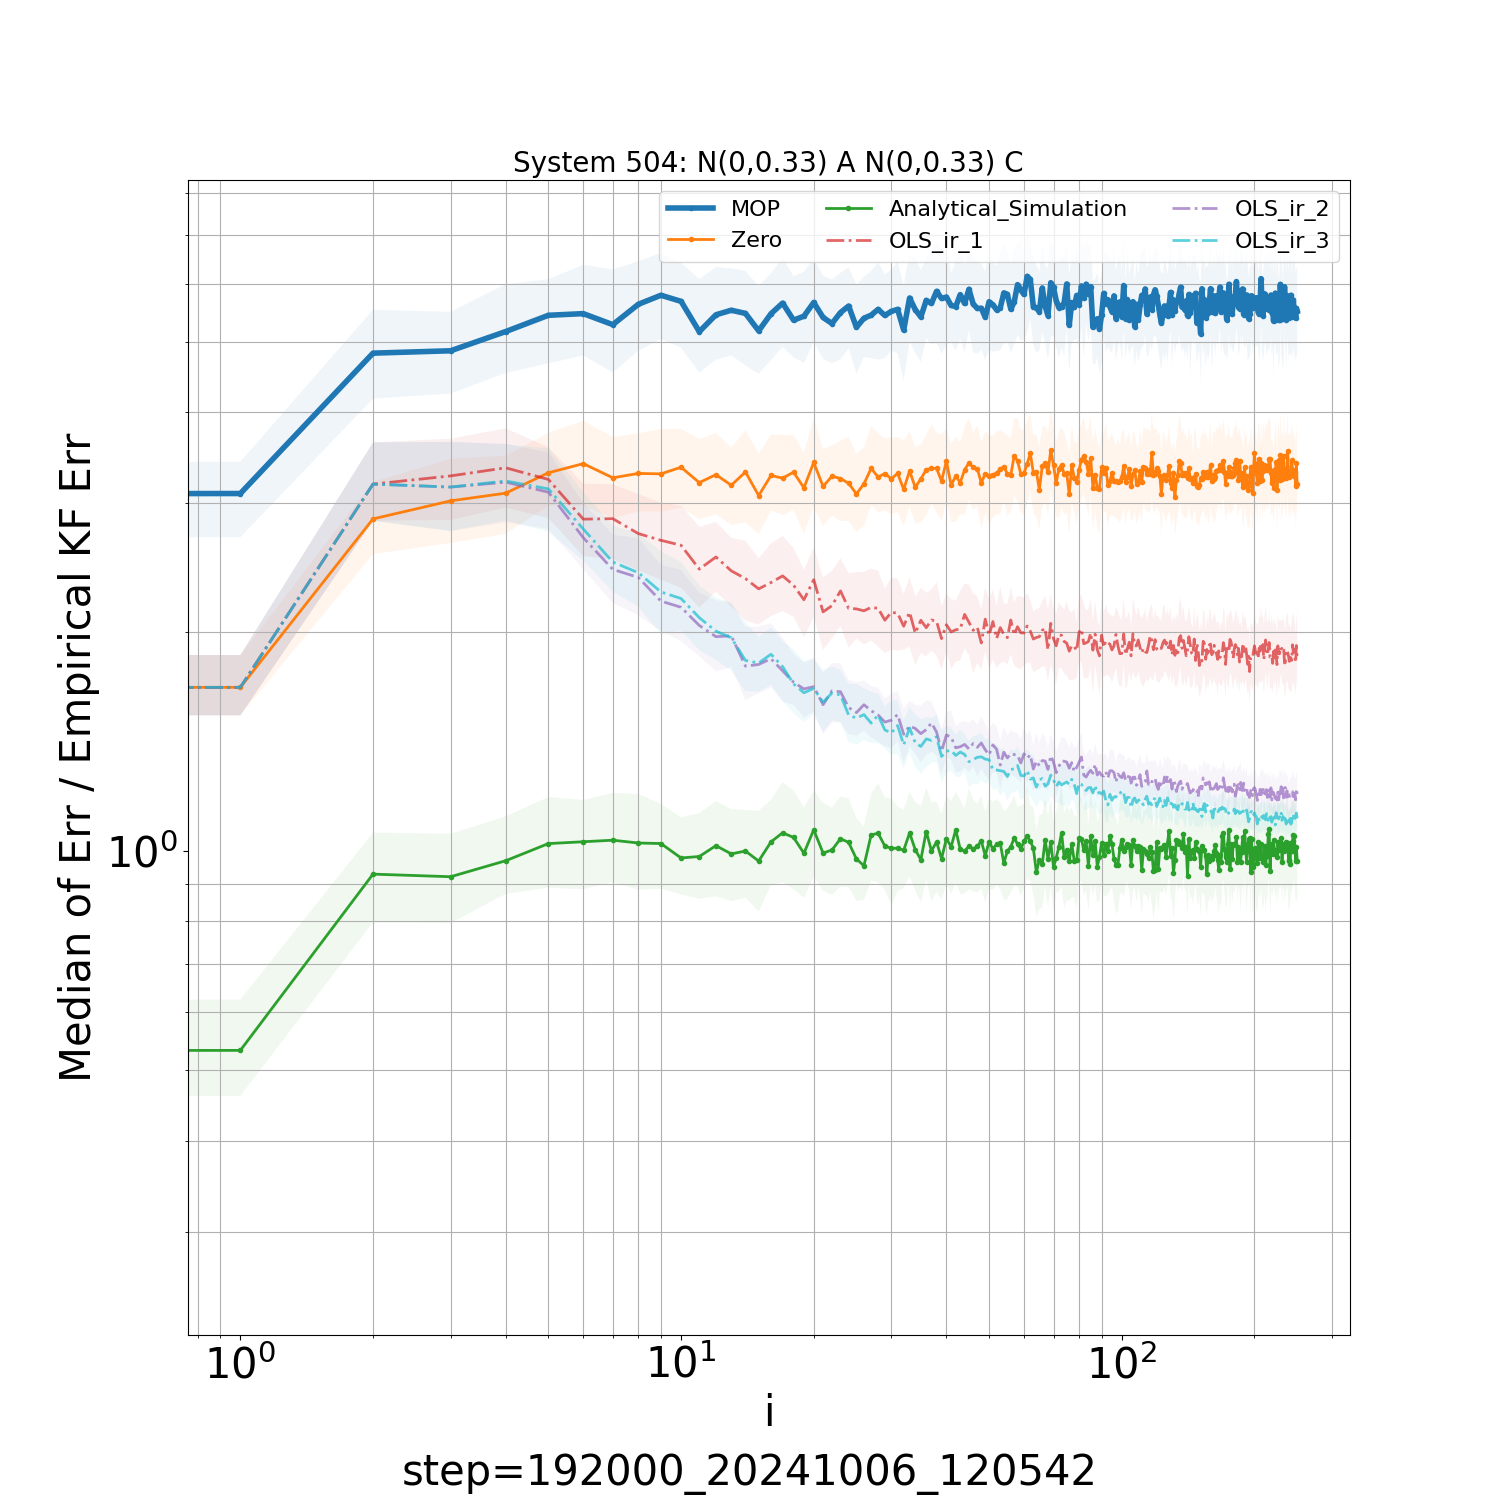 System 504: N(0,0.33) A N(0,0.33) C
MOP
Zero
Analytical_Simulation
OLS_ir_1
OLS_ir_2
OLS_ir_3
Median of Err / Empirical KF Err
10⁰
10⁰ 10¹ 10²
i
step=192000_20241006_120542